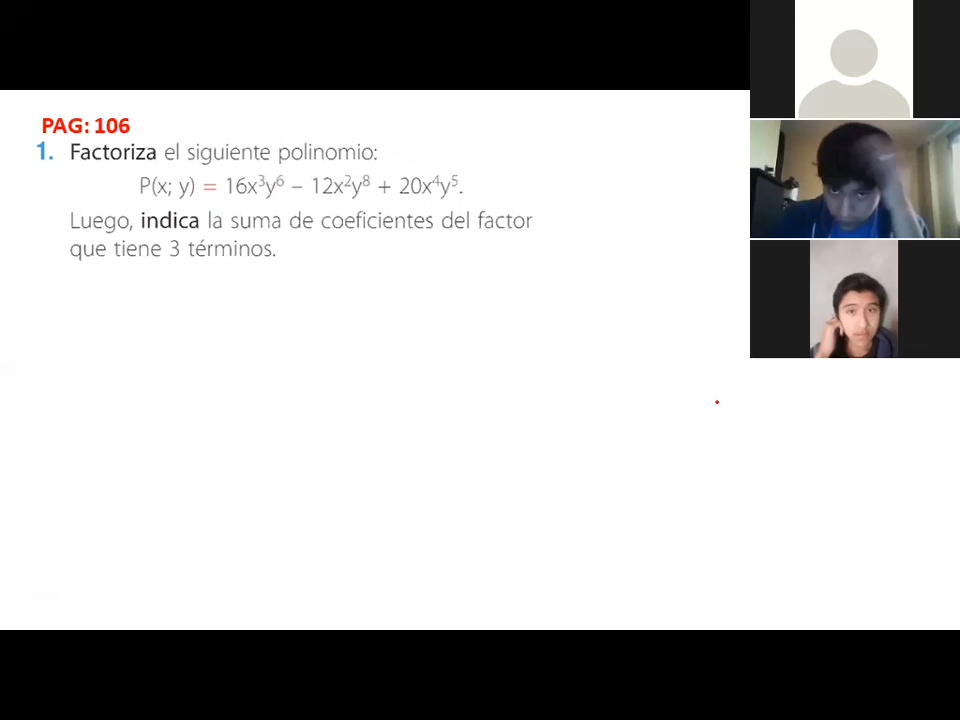 PAG: 106
1. Factoriza el siguiente polinomio:
P(x; y) = 16x³y⁶ – 12x²y⁸ + 20x⁴y⁵.
Luego, indica la suma de coeficientes del factor
que tiene 3 términos.